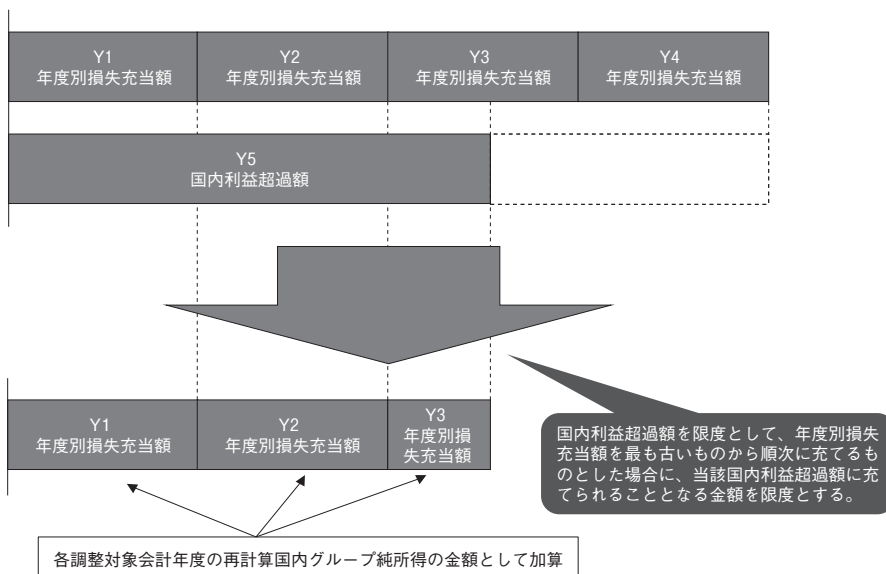 Y1
年度別損失充当額
Y2
年度別損失充当額
Y3
年度別損失充当額
Y4
年度別損失充当額
Y5
国内利益超過額
Y1
年度別損失充当額
Y2
年度別損失充当額
Y3
年度別損
失充当額
国内利益超過額を限度として、年度別損失
充当額を最も古いものから順次に充てるも
のとした場合に、当該国内利益超過額に充
てられることとなる金額を限度とする。
各調整対象会計年度の再計算国内グループ純所得の金額として加算